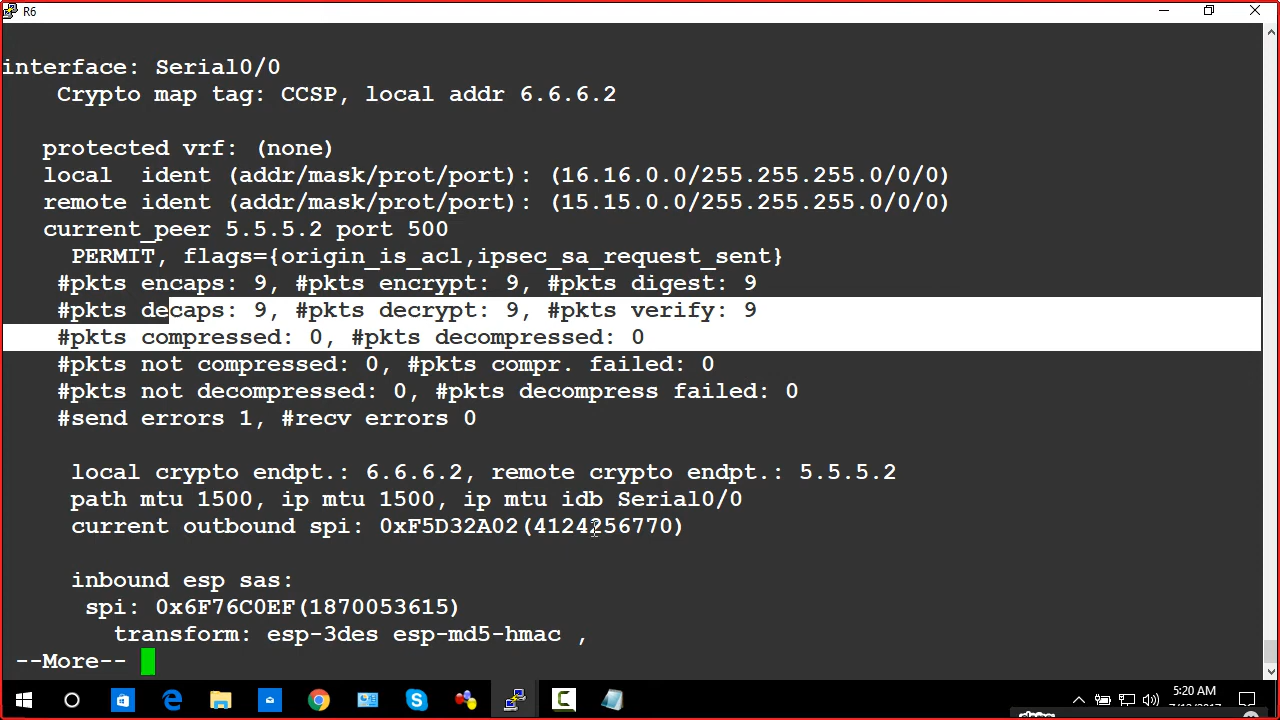 R6
interface: Serial0/0
Crypto map tag: CCSP, local addr 6.6.6.2
protected vrf: (none)
local ident (addr/mask/prot/port): (16.16.0.0/255.255.255.0/0/0)
remote ident (addr/mask/prot/port): (15.15.0.0/255.255.255.0/0/0)
current_peer 5.5.5.2 port 500
PERMIT, flags={origin_is_acl,ipsec_sa_request_sent}
#pkts encaps: 9, #pkts encrypt: 9, #pkts digest: 9
#pkts decaps: 9, #pkts decrypt: 9, #pkts verify: 9
#pkts compressed: 0, #pkts decompressed: 0
#pkts not compressed: 0, #pkts compr. failed: 0
#pkts not decompressed: 0, #pkts decompress failed: 0
#send errors 1, #recv errors 0
local crypto endpt.: 6.6.6.2, remote crypto endpt.: 5.5.5.2
path mtu 1500, ip mtu 1500, ip mtu idb Serial0/0
current outbound spi: 0xF5D32A02(4124256770)
inbound esp sas:
spi: 0x6F76C0EF(1870053615)
transform: esp-3des esp-md5-hmac ,
--More--
5:20 AM